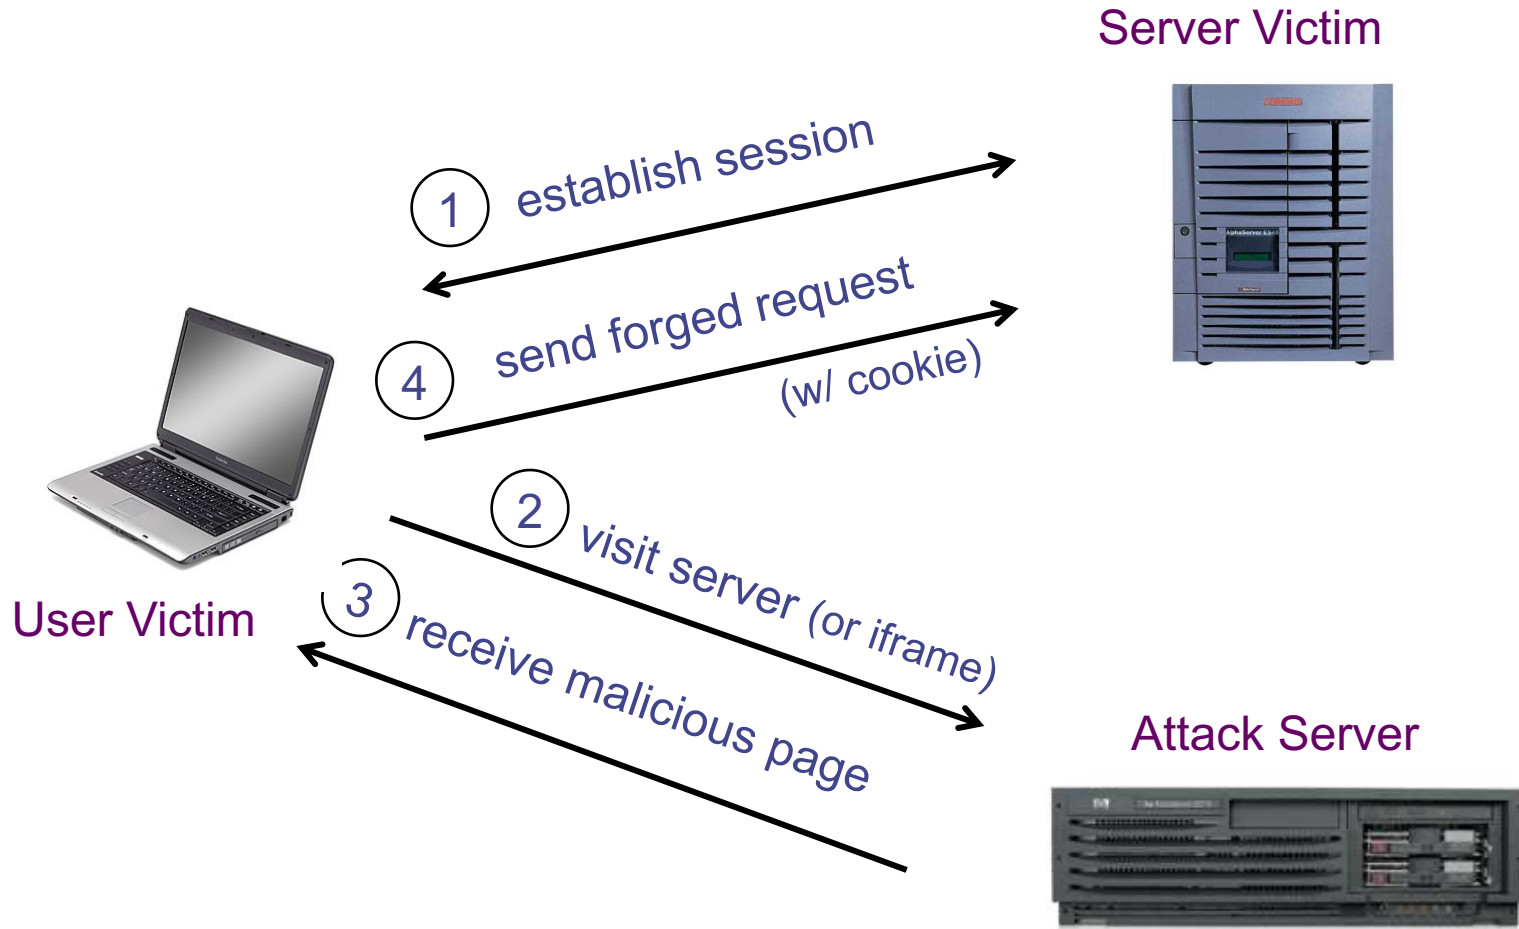 Server Victim
1 establish session
4 send forged request
(w/ cookie)
2 visit server (or iframe)
3 receive malicious page
User Victim
Attack Server